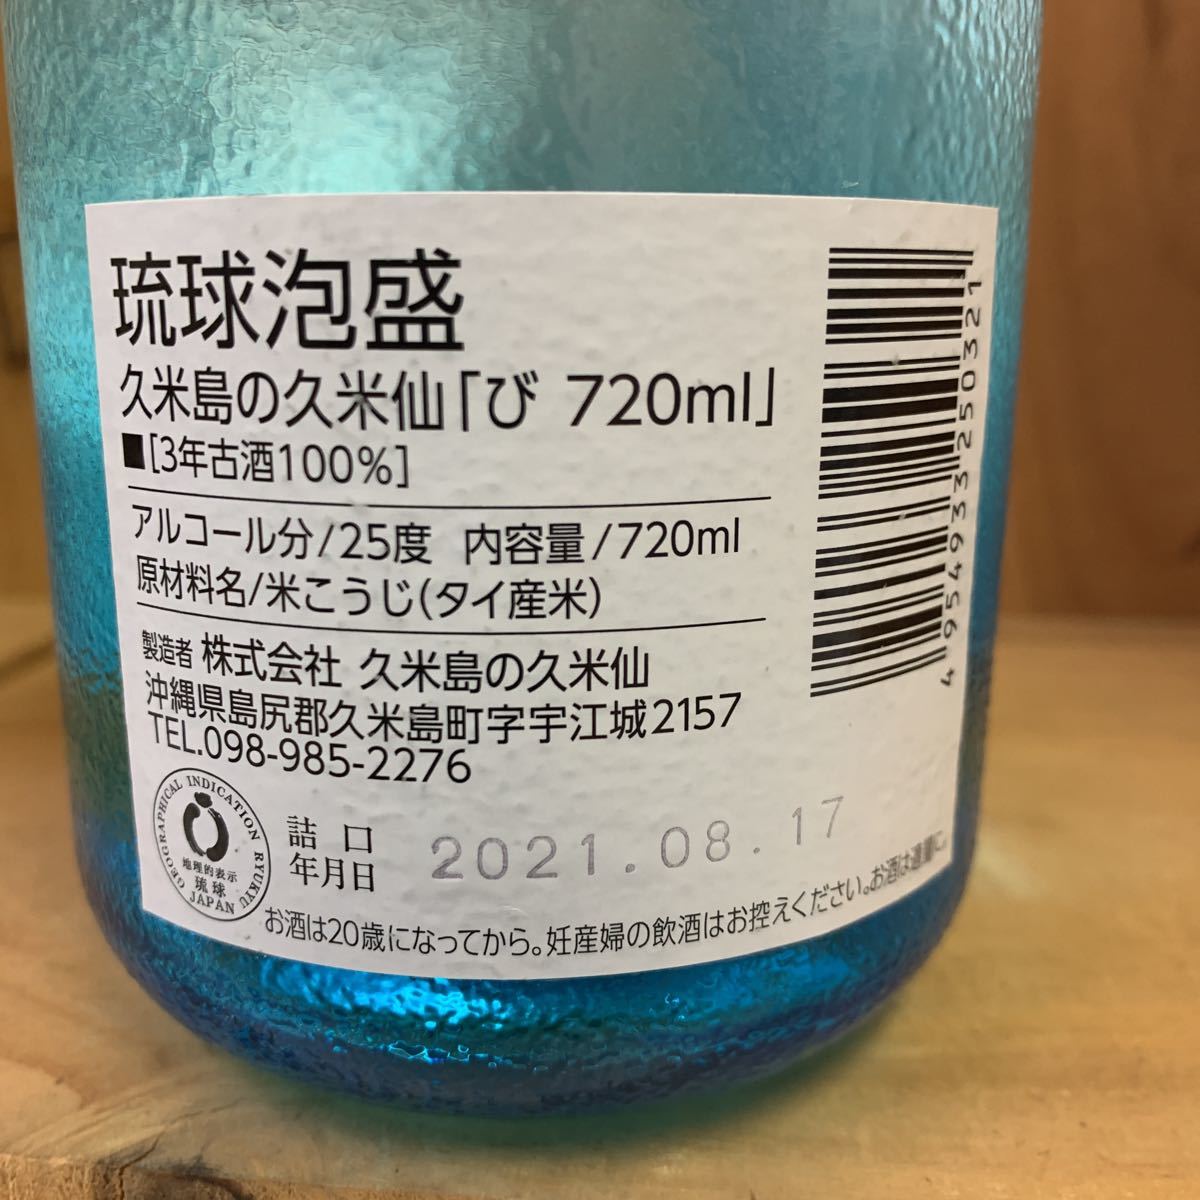 琉球泡盛
久米島の久米仙「び 720ml」
■[3年古酒100%]
アルコール分/25度 内容量/720ml
原材料名/米こうじ(タイ産米)
製造者 株式会社 久米島の久米仙
沖縄県島尻郡久米島町字宇江城2157
TEL.098-985-2276
GEOGRAPHICAL INDICATION RYUKYU
地理的表示
琉球
JAPAN
詰口
年月日
2021.08.17
お酒は20歳になってから。妊産婦の飲酒はお控えください。お酒は適量に。
4954933250321